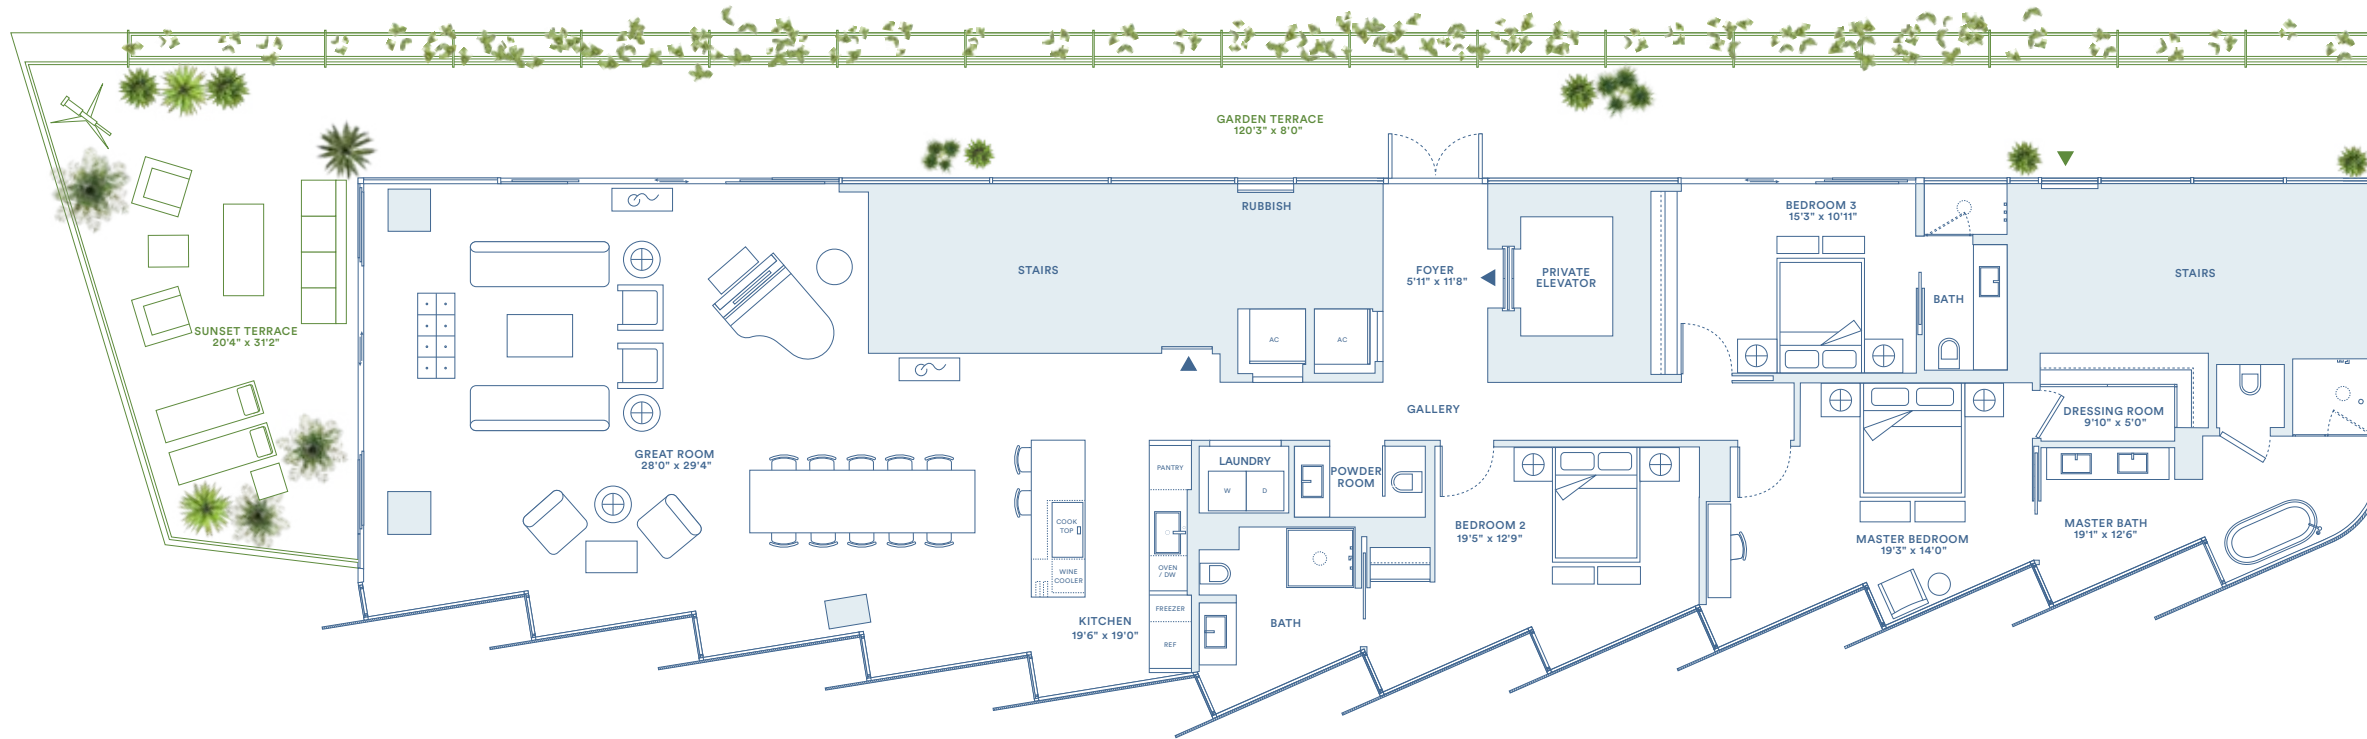 GARDEN TERRACE
120'3" x 8'0"
RUBBISH
BEDROOM 3
15'3" x 10'11"
STAIRS
FOYER
5'11" x 11'8"
PRIVATE
ELEVATOR
STAIRS
BATH
SUNSET TERRACE
20'4" x 31'2"
AC
AC
GALLERY
DRESSING ROOM
9'10" x 5'0"
GREAT ROOM
28'0" x 29'4"
PANTRY
LAUNDRY
W
D
POWDER
ROOM
COOK
TOP
WINE
COOLER
OVEN
/ DW
FREEZER
REF
BEDROOM 2
19'5" x 12'9"
MASTER BEDROOM
19'3" x 14'0"
MASTER BATH
19'1" x 12'6"
KITCHEN
19'6" x 19'0"
BATH